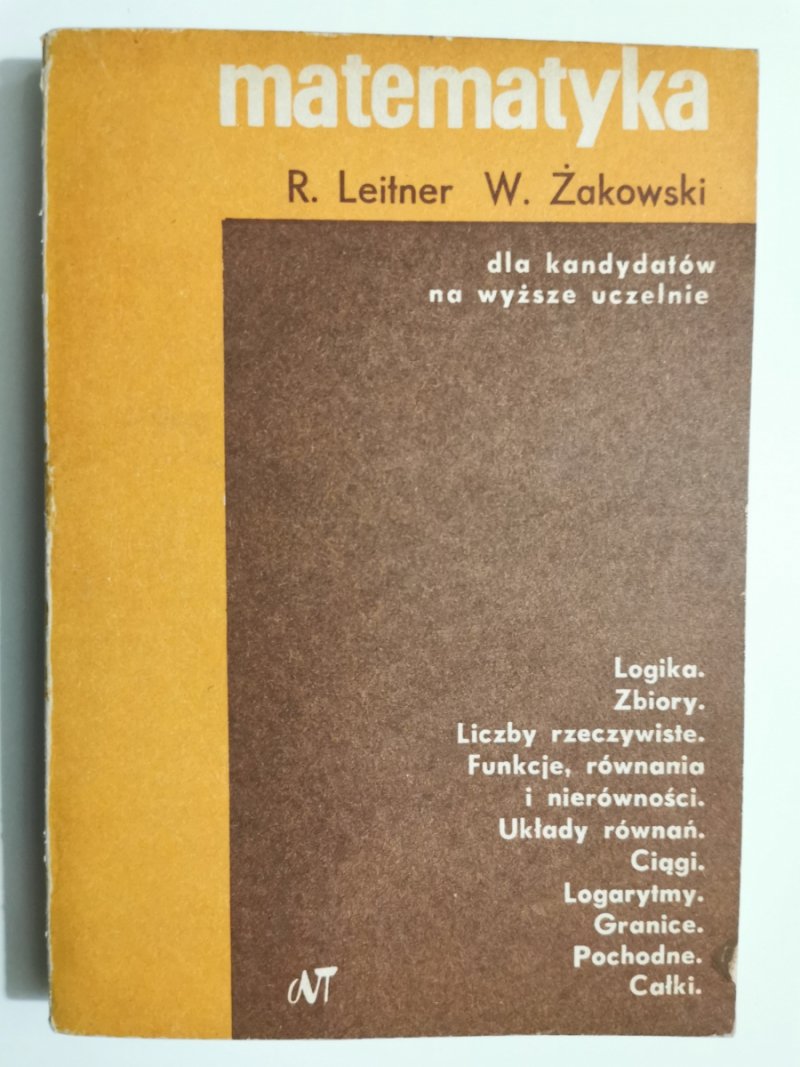 matematyka
R. Leitner W. Żakowski
dla kandydatów
na wyższe uczelnie
Logika.
Zbiory.
Liczby rzeczywiste.
Funkcje, równania
i nierówności.
Układy równań.
Ciągi.
Logarytmy.
Granice.
Pochodne.
Całki.
WNT